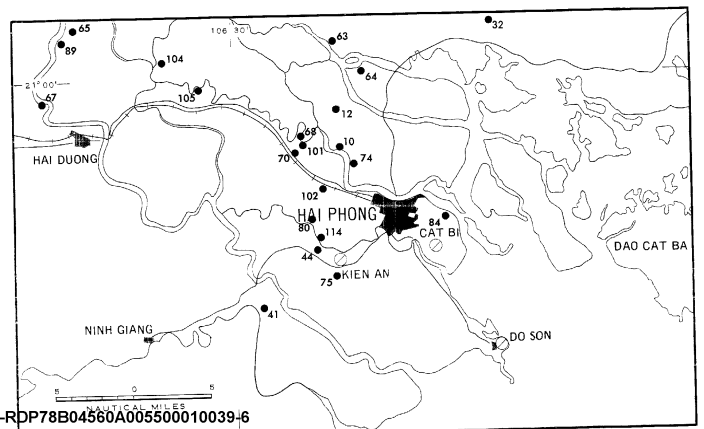 32
63
65
106 30'
89
104
64
21° 00'
105
67
12
68
10
101
HAI DUONG
70
74
102
HAI PHONG
84
80
CAT BI
114
DAO CAT BA
44
KIEN AN
75
41
NINH GIANG
DO SON
5 0 5
NAUTICAL MILES
-RDP78B04560A005500010039-6